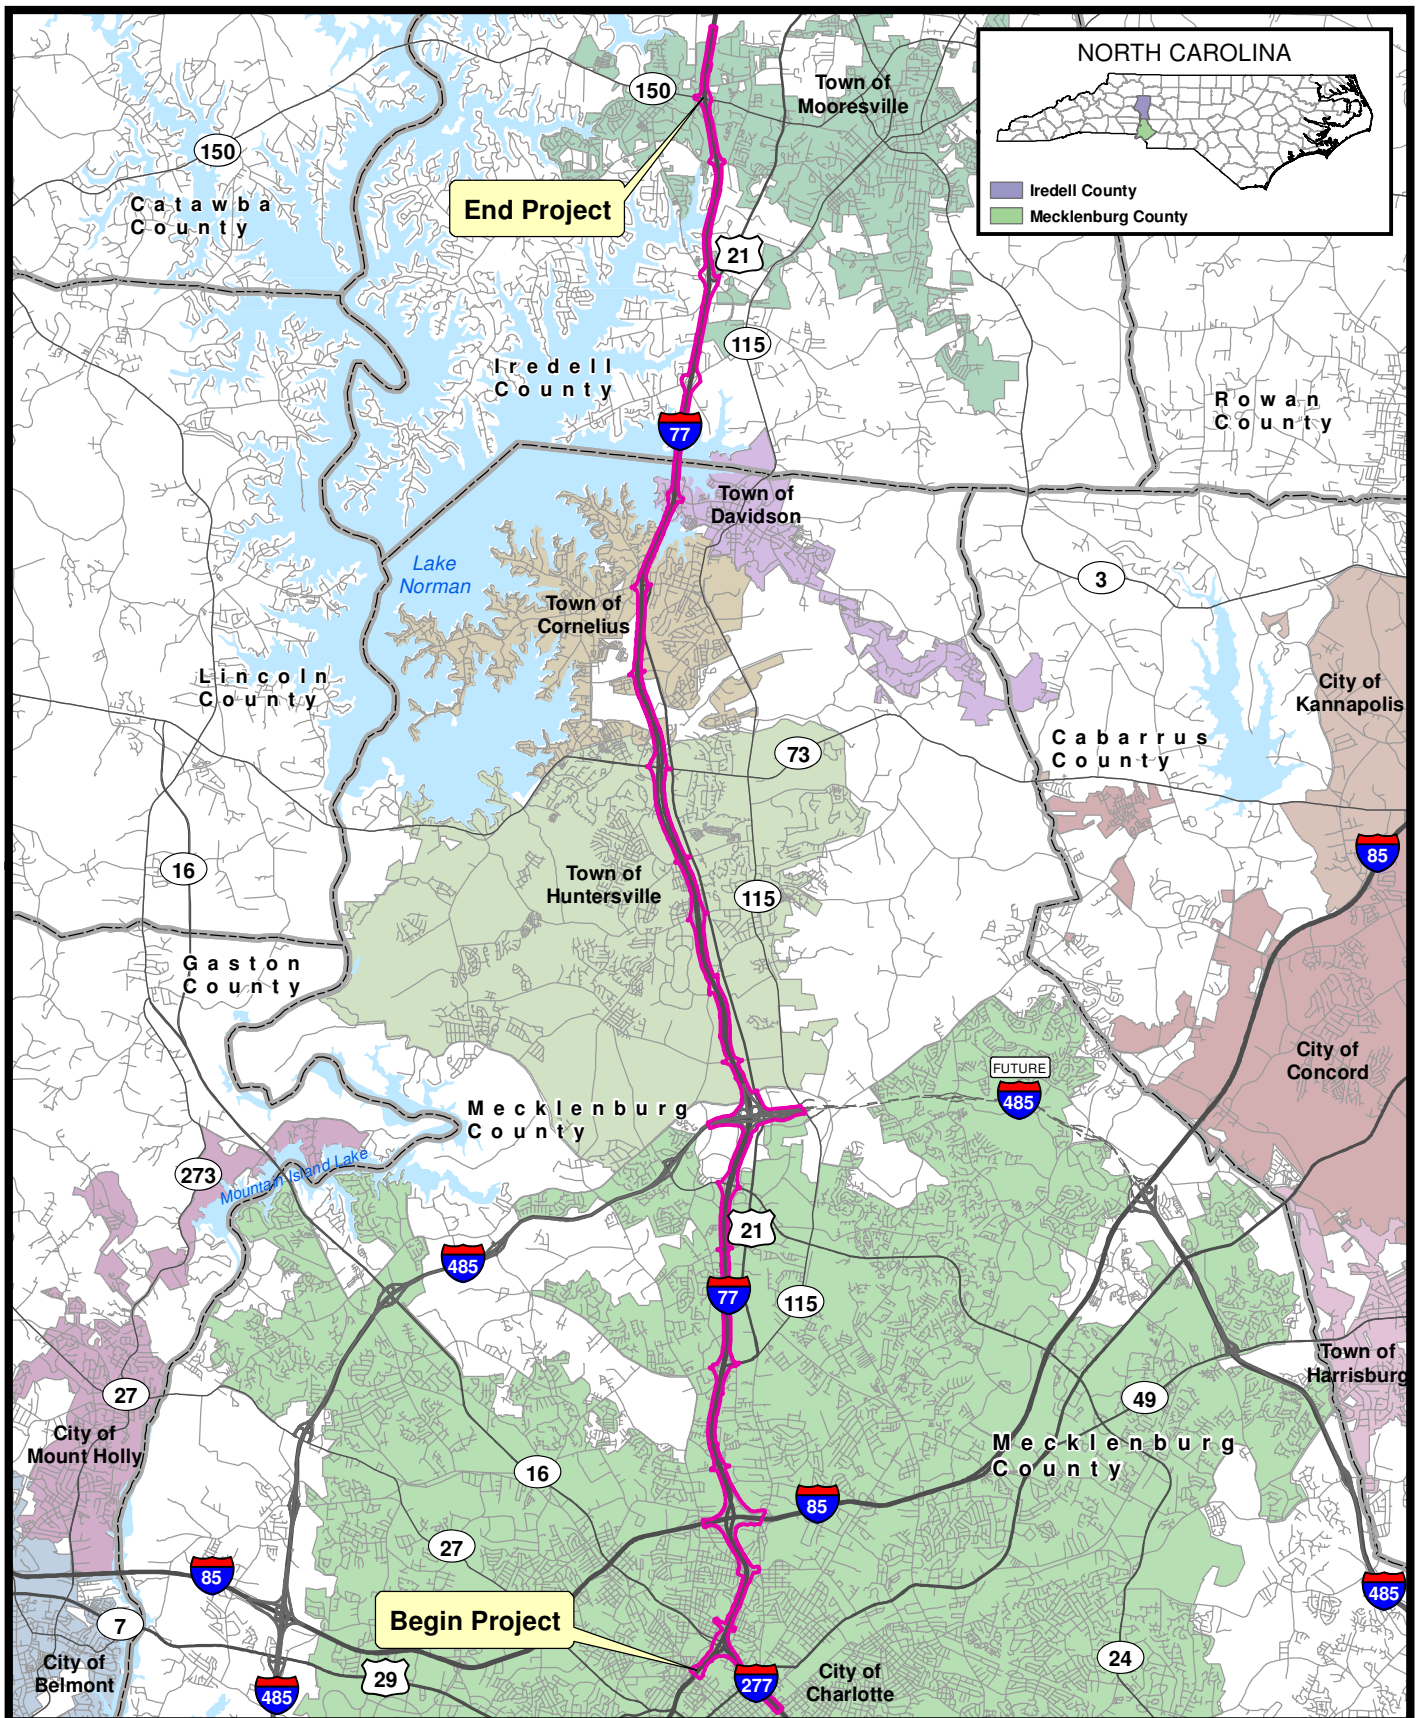 NORTH CAROLINA
Iredell County
Mecklenburg County
150
Town of
Mooresville
150
Catawba
County
End Project
21
115
Iredell
County
Rowan
County
77
Town of
Davidson
Lake
Norman
3
Town of
Cornelius
Lincoln
County
City of
Kannapolis
Cabarrus
County
73
85
16
Town of
Huntersville
115
Gaston
County
City of
Concord
FUTURE
485
Mecklenburg
County
273
Mountain Island Lake
21
485
77
115
Town of
Harrisburg
27
49
City of
Mount Holly
Mecklenburg
County
16
85
27
85
485
Begin Project
7
24
City of
Belmont
29
485
277
City of
Charlotte